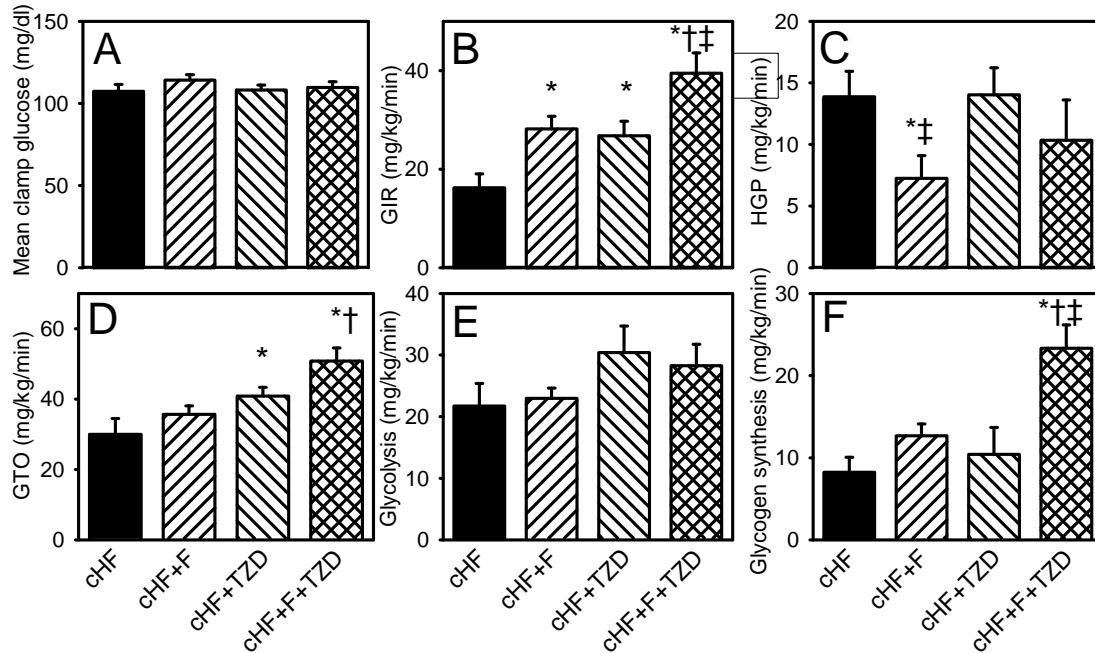 A
Mean clamp glucose (mg/dl)
150
100
50
0
B
GIR (mg/kg/min)
40
20
0
*
*
*†‡
C
HGP (mg/kg/min)
20
15
10
5
0
*‡
D
GTO (mg/kg/min)
60
40
20
0
*
*†
E
Glycolysis (mg/kg/min)
40
30
20
10
0
F
Glycogen synthesis (mg/kg/min)
30
20
10
0
*†‡
cHF
cHF+F
cHF+TZD
cHF+F+TZD
cHF
cHF+F
cHF+TZD
cHF+F+TZD
cHF
cHF+F
cHF+TZD
cHF+F+TZD